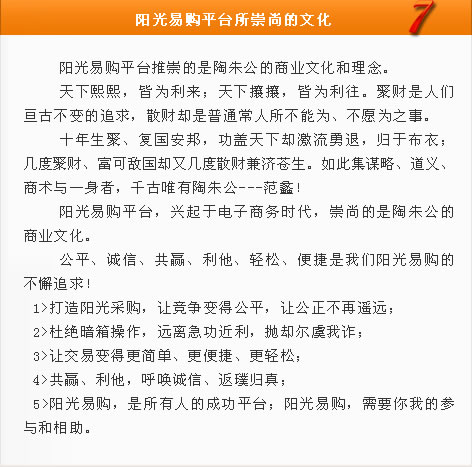 阳光易购平台所崇尚的文化
7
阳光易购平台推崇的是陶朱公的商业文化和理念。
天下熙熙，皆为利来；天下攘攘，皆为利往。聚财是人们
亘古不变的追求，散财却是普通常人所不能为、不愿为之事。
十年生聚、复国安邦，功盖天下却激流勇退，归于布衣；
几度聚财、富可敌国却又几度散财兼济苍生。如此集谋略、道义、
商术与一身者，千古唯有陶朱公---范蠡！
阳光易购平台，兴起于电子商务时代，崇尚的是陶朱公的
商业文化。
公平、诚信、共赢、利他、轻松、便捷是我们阳光易购的
不懈追求！
1>打造阳光采购，让竞争变得公平，让公正不再遥远；
2>杜绝暗箱操作，远离急功近利，抛却尔虞我诈；
3>让交易变得更简单、更便捷、更轻松；
4>共赢、利他，呼唤诚信、返璞归真；
5>阳光易购，是所有人的成功平台；阳光易购，需要你我的参
与和相助。